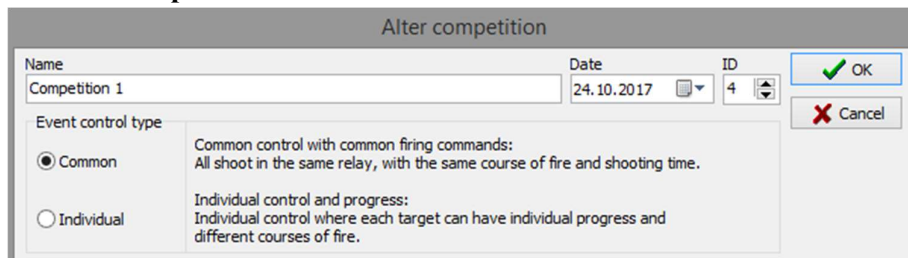 Alter competition
Name Date ID
Competition 1 24.10.2017 4 OK
Cancel
Event control type
Common control with common firing commands:
Common
All shoot in the same relay, with the same course of fire and shooting time.
Individual control and progress:
Individual
Individual control where each target can have individual progress and
different courses of fire.